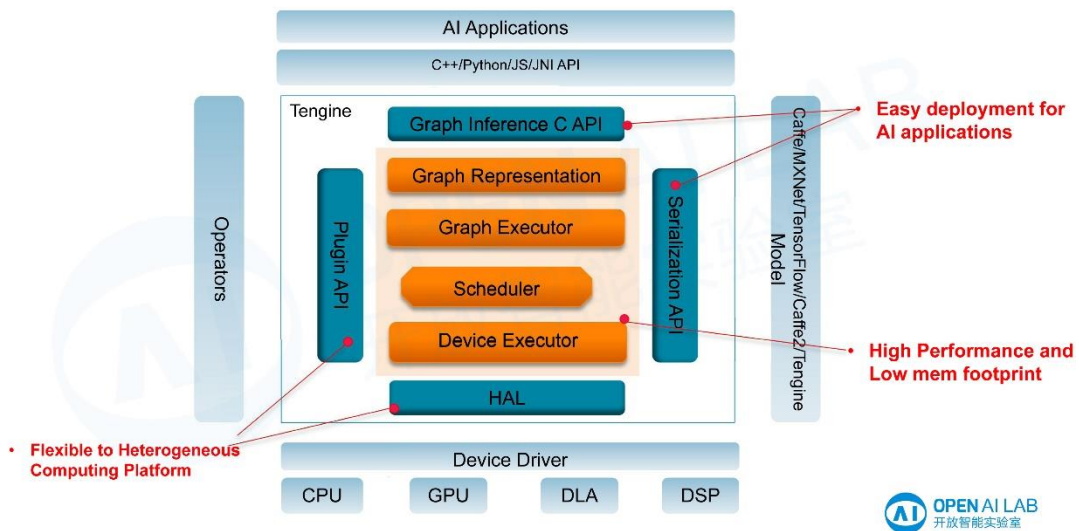 AI Applications
C++/Python/JS/JNI API
Tengine
Graph Inference C API
Graph Representation
Graph Executor
Scheduler
Device Executor
HAL
Plugin API
Serialization API
Operators
Caffe/MXNet/TensorFlow/Caffe2/Tengine
Model
• Easy deployment for
AI applications
• High Performance and
Low mem footprint
• Flexible to Heterogeneous
Computing Platform
Device Driver
CPU
GPU
DLA
DSP
AI
OPEN AI LAB
开放智能实验室